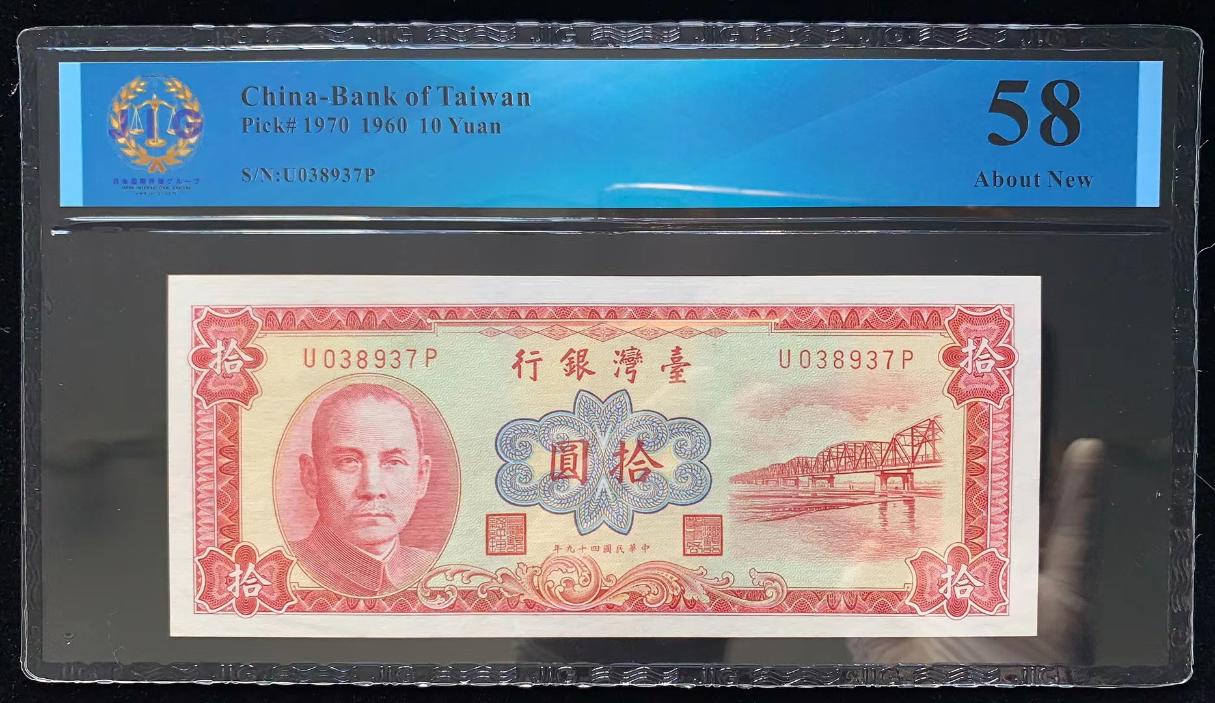 China-Bank of Taiwan
Pick# 1970 1960 10 Yuan
S/N:U038937P
58
About New
JIG
拾
U038937P
行銀灣臺
U038937P
拾
圓拾
年九十四國民華中
拾
拾